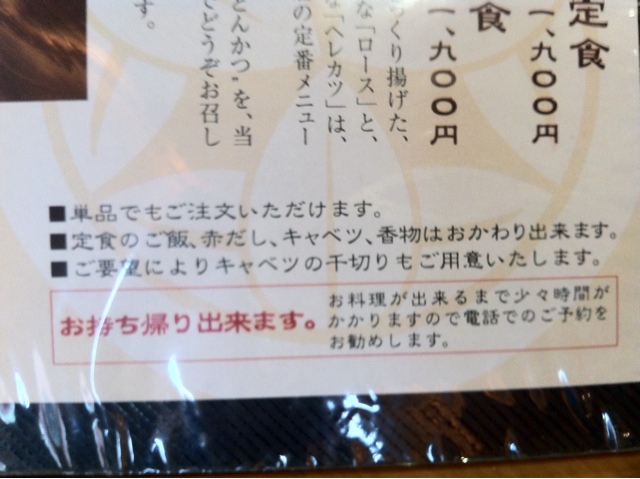 定食
一、九〇〇円
食
一、九〇〇円
っくり揚げた、
な「ロース」と、
な「ヘレカツ」は、
の定番メニュー
とんかつ"を、当
でどうぞお召し
す。
■単品でもご注文いただけます。
■定食のご飯、赤だし、キャベツ、香物はおかわり出来ます。
■ご要望によりキャベツの千切りもご用意いたします。
お持ち帰り出来ます。
お料理が出来るまで少々時間が
かかりますので電話でのご予約を
お勧めします。